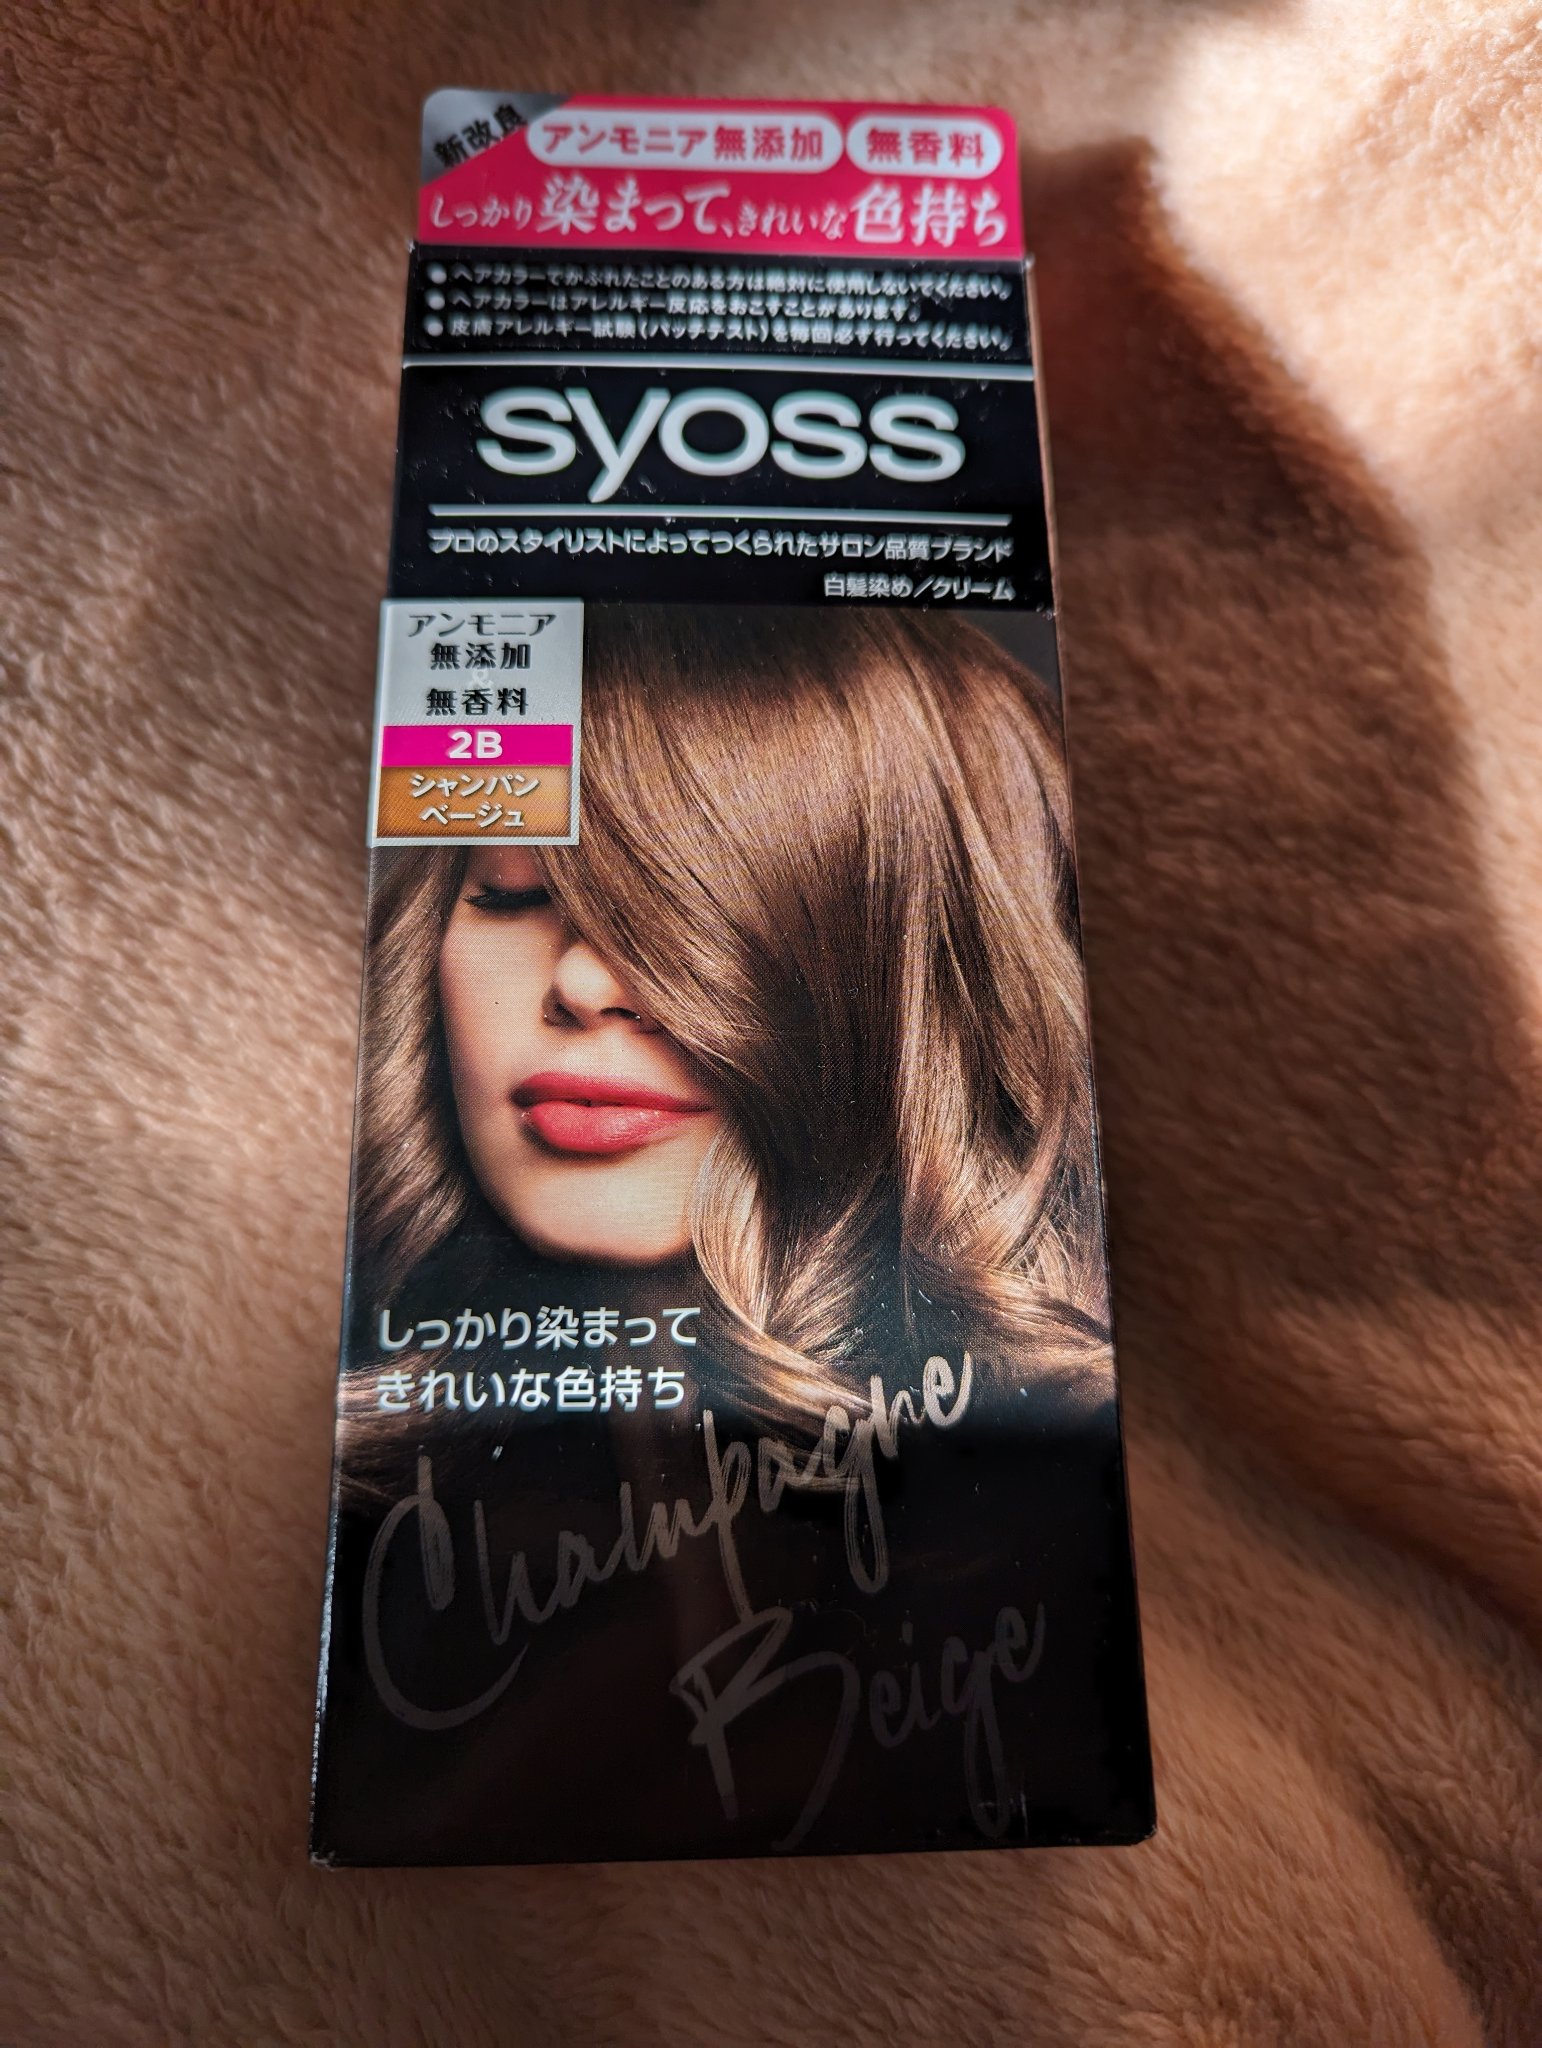 新改良
アンモニア無添加 無香料
しっかり染まって、きれいな色持ち
●ヘアカラーでかぶれたことのある方は絶対に使用しないでください。
●ヘアカラーはアレルギー反応をおこすことがあります。
●皮膚アレルギー試験(パッチテスト)を毎回必ず行ってください。
syoss
プロのスタイリストによってつくられたサロン品質ブランド
白髪染め/クリーム
アンモニア
無添加
&
無香料
2B
シャンパン
ベージュ
しっかり染まって
きれいな色持ち
Champagne
Beige